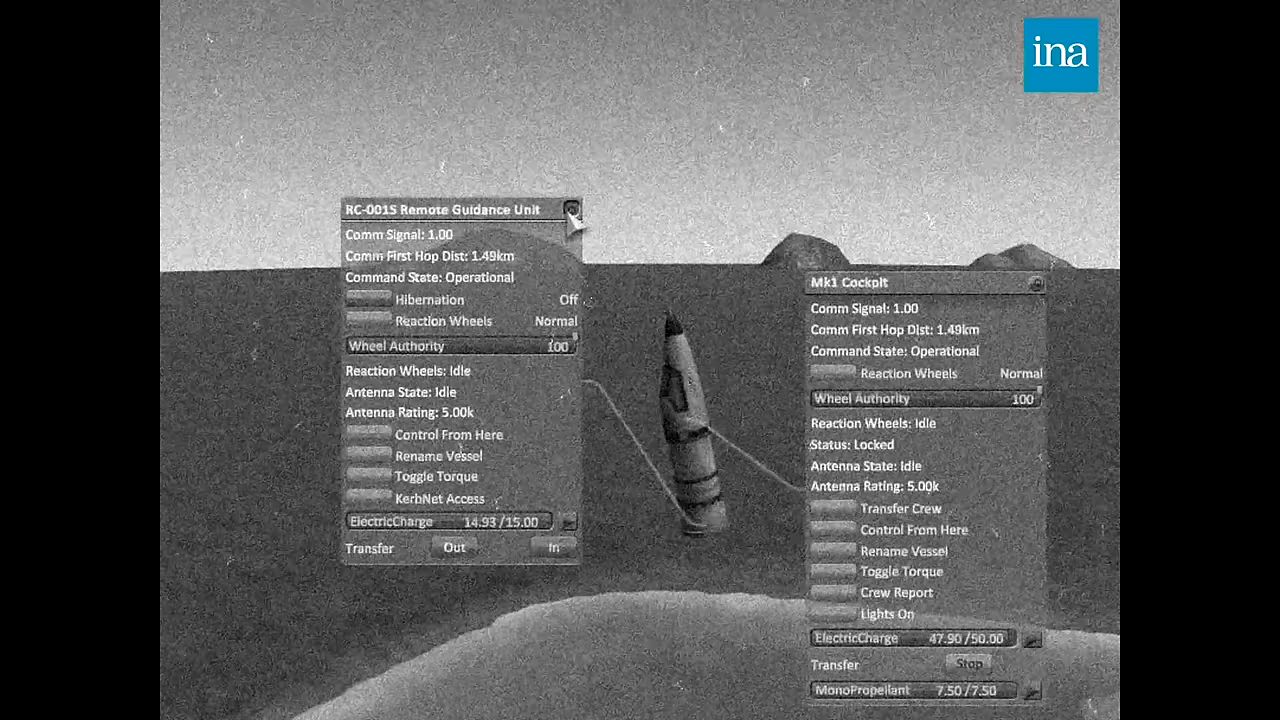 ina
RC-001S Remote Guidance Unit
Comm Signal: 1.00
Comm First Hop Dist: 1.49km
Command State: Operational
Hibernation Off
Reaction Wheels Normal
Wheel Authority 100
Reaction Wheels: Idle
Antenna State: Idle
Antenna Rating: 5.00k
Control From Here
Rename Vessel
Toggle Torque
KerbNet Access
ElectricCharge 14.93 /15.00
Transfer Out In
Mk1 Cockpit
Comm Signal: 1.00
Comm First Hop Dist: 1.49km
Command State: Operational
Reaction Wheels Normal
Wheel Authority 100
Reaction Wheels: Idle
Status: Locked
Antenna State: Idle
Antenna Rating: 5.00k
Transfer Crew
Control From Here
Rename Vessel
Toggle Torque
Crew Report
Lights On
ElectricCharge 47.90 /50.00
Transfer Stop
MonoPropellant 7.50 /7.50